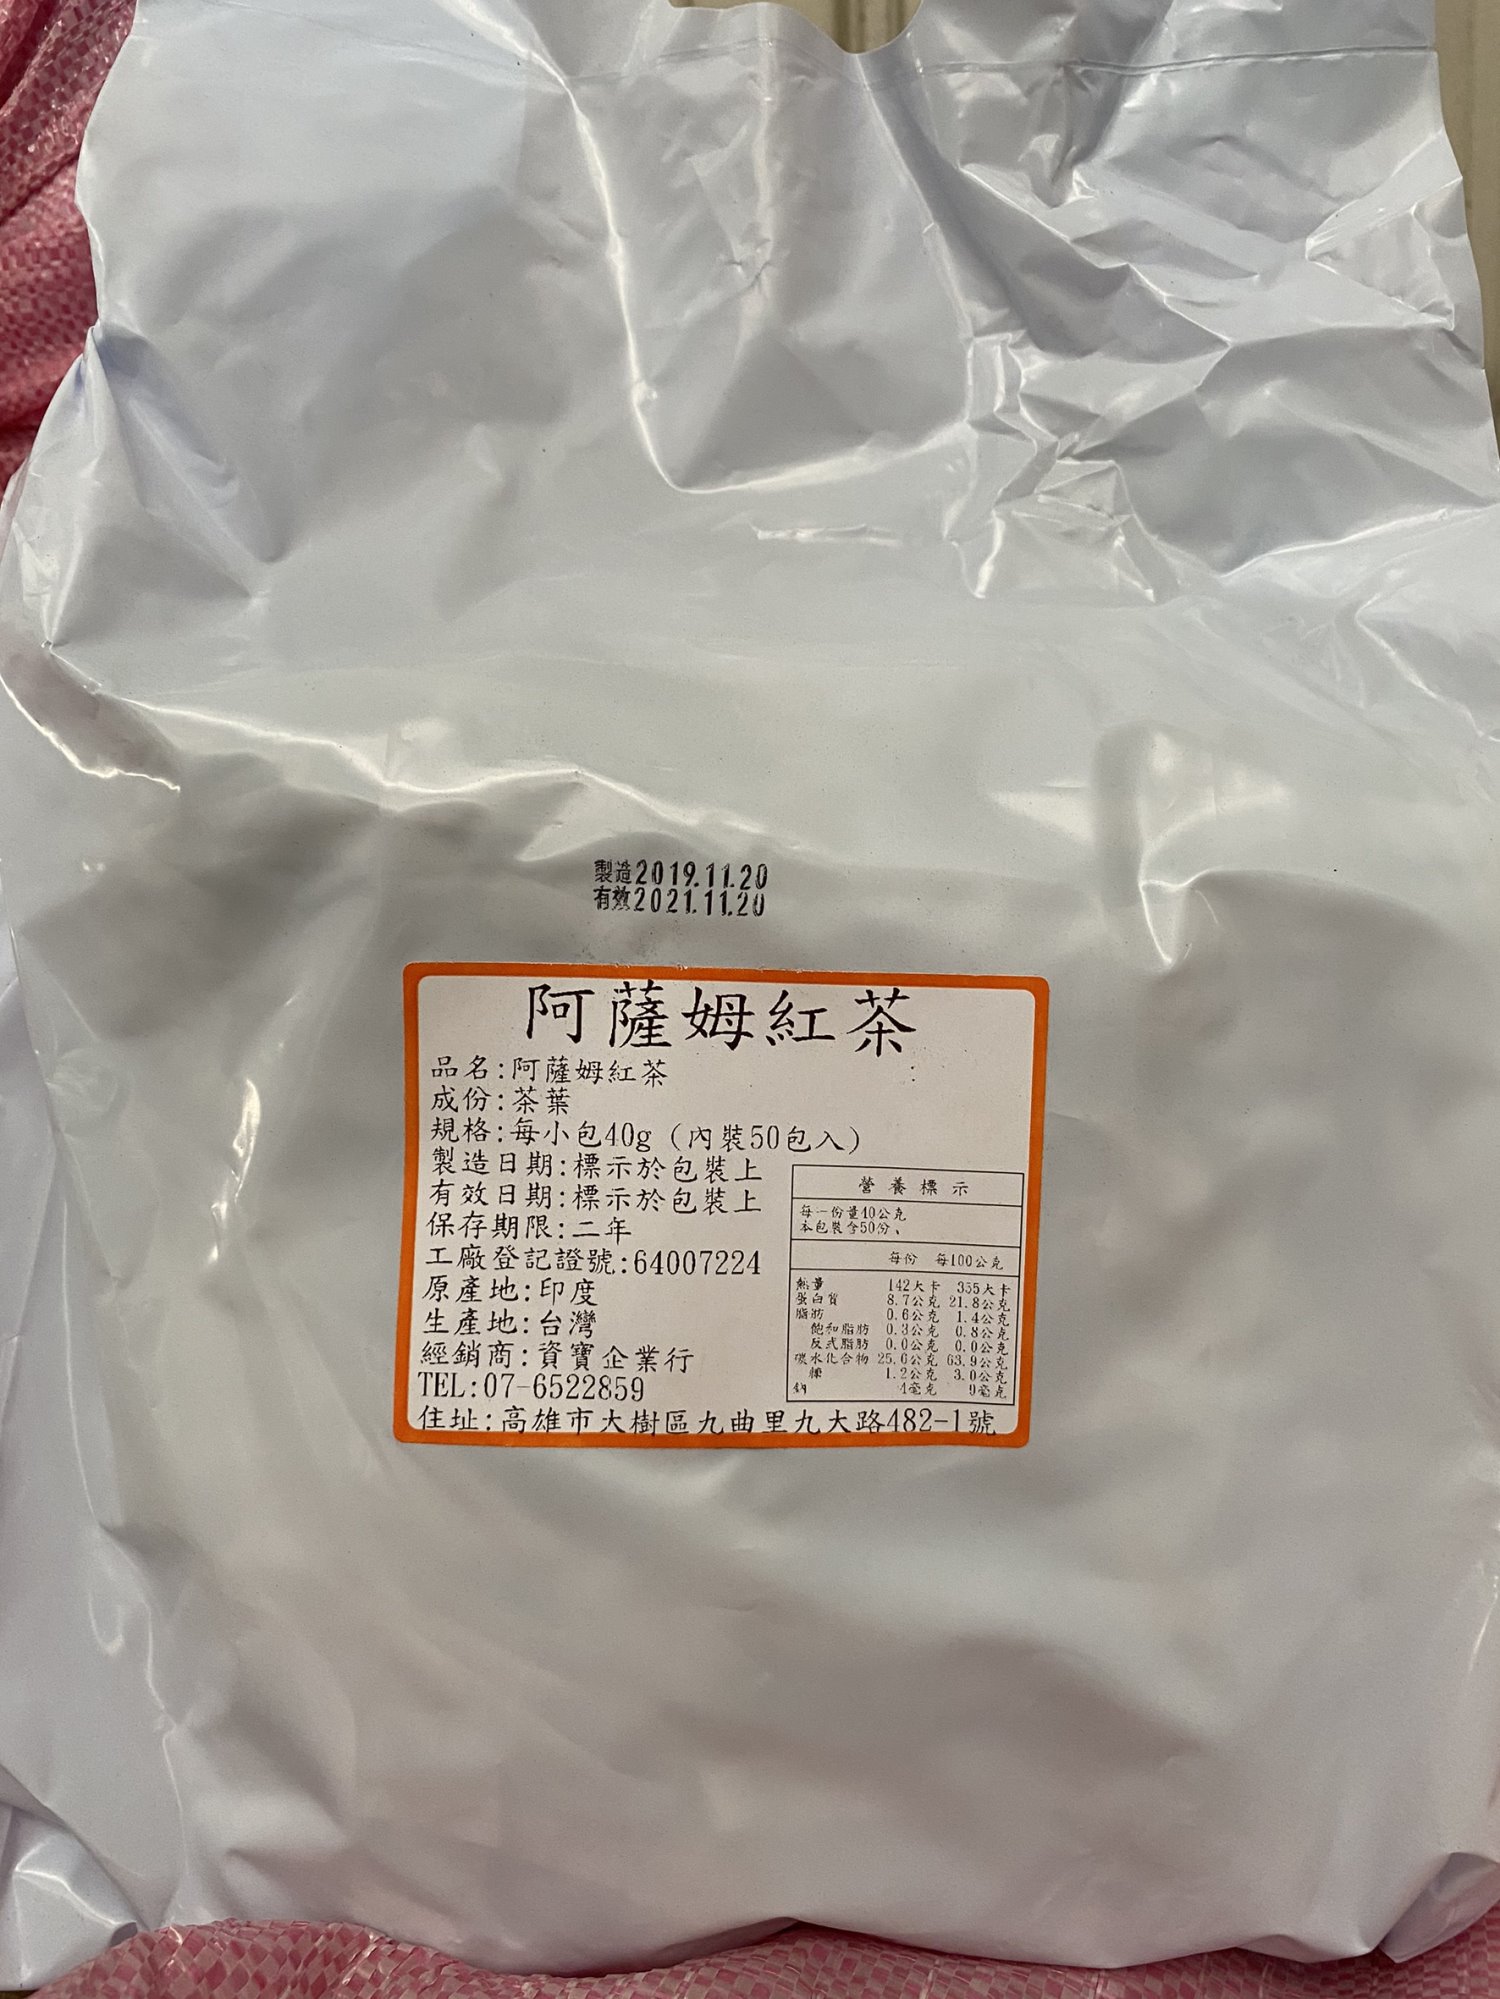 製造2019.11.20
有效2021.11.20
阿薩姆紅茶
品名:阿薩姆紅茶
成份:茶葉
規格:每小包40g (內裝50包入)
製造日期:標示於包裝上
有效日期:標示於包裝上
保存期限:二年
工廠登記證號:64007224
原產地:印度
生產地:台灣
經銷商:資寶企業行
TEL:07-6522859
住址:高雄市大樹區九曲里九大路482-1號
營養標示
每一份量40公克
本包裝含50份、
每份 每100公克
熱量 142大卡 355大卡
蛋白質 8.7公克 21.8公克
脂肪 0.6公克 1.4公克
飽和脂肪 0.3公克 0.8公克
反式脂肪 0.0公克 0.0公克
碳水化合物 25.6公克 63.9公克
糖 1.2公克 3.0公克
鈉 4毫克 9毫克